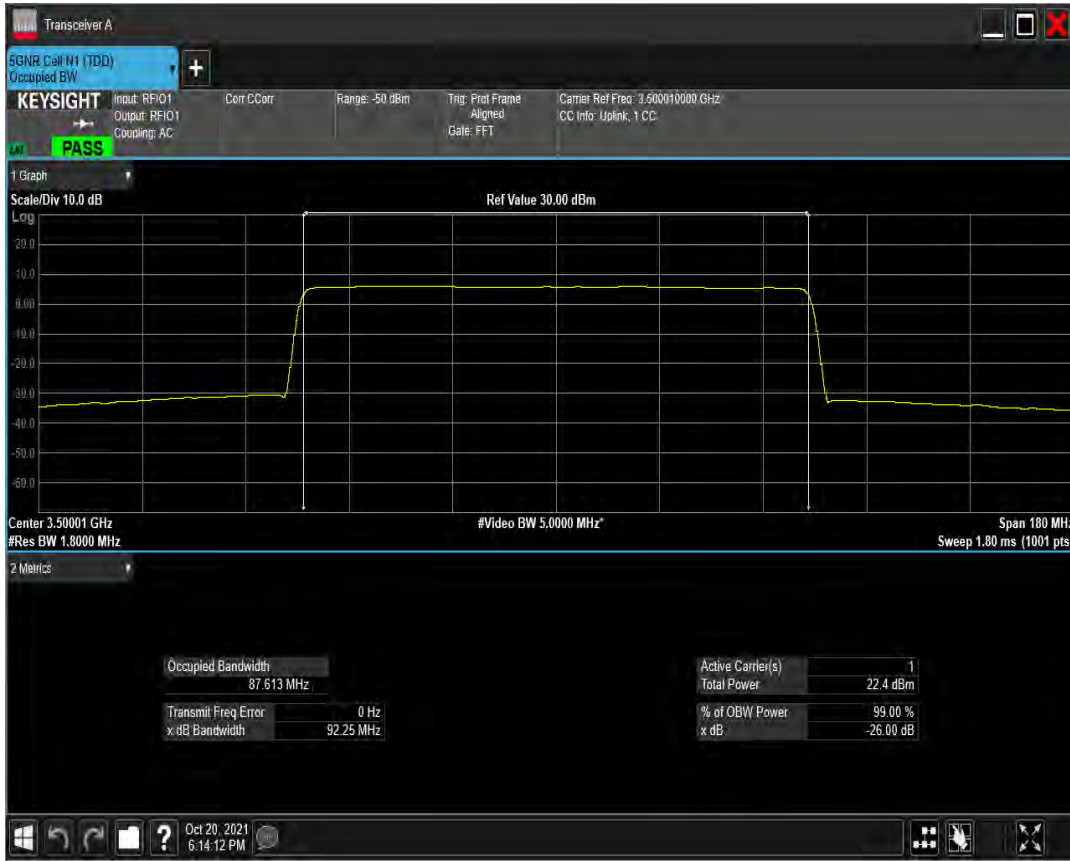 Transceiver A
5GNR Cell N1 (TDD)
Occupied BW
KEYSIGHT
Input: RFIO1
Output: RFIO1
Coupling: AC
Corr CCorr
Range: -50 dBm
Trig: Prot Frame
Aligned
Gate: FFT
Carrier Ref Freq: 3.500010000 GHz
CC Info: Uplink, 1 CC
PASS
1 Graph
Scale/Div 10.0 dB
Ref Value 30.00 dBm
Log
20.0
10.0
0.00
-10.0
-20.0
-30.0
-40.0
-50.0
-60.0
Center 3.50001 GHz
#Video BW 5.0000 MHz*
Span 180 MHz
#Res BW 1.8000 MHz
Sweep 1.80 ms (1001 pts
2 Metrics
Occupied Bandwidth
87.613 MHz
Transmit Freq Error 0 Hz
x dB Bandwidth 92.25 MHz
Active Carrier(s) 1
Total Power 22.4 dBm
% of OBW Power 99.00 %
x dB -26.00 dB
Oct 20, 2021
6:14:12 PM